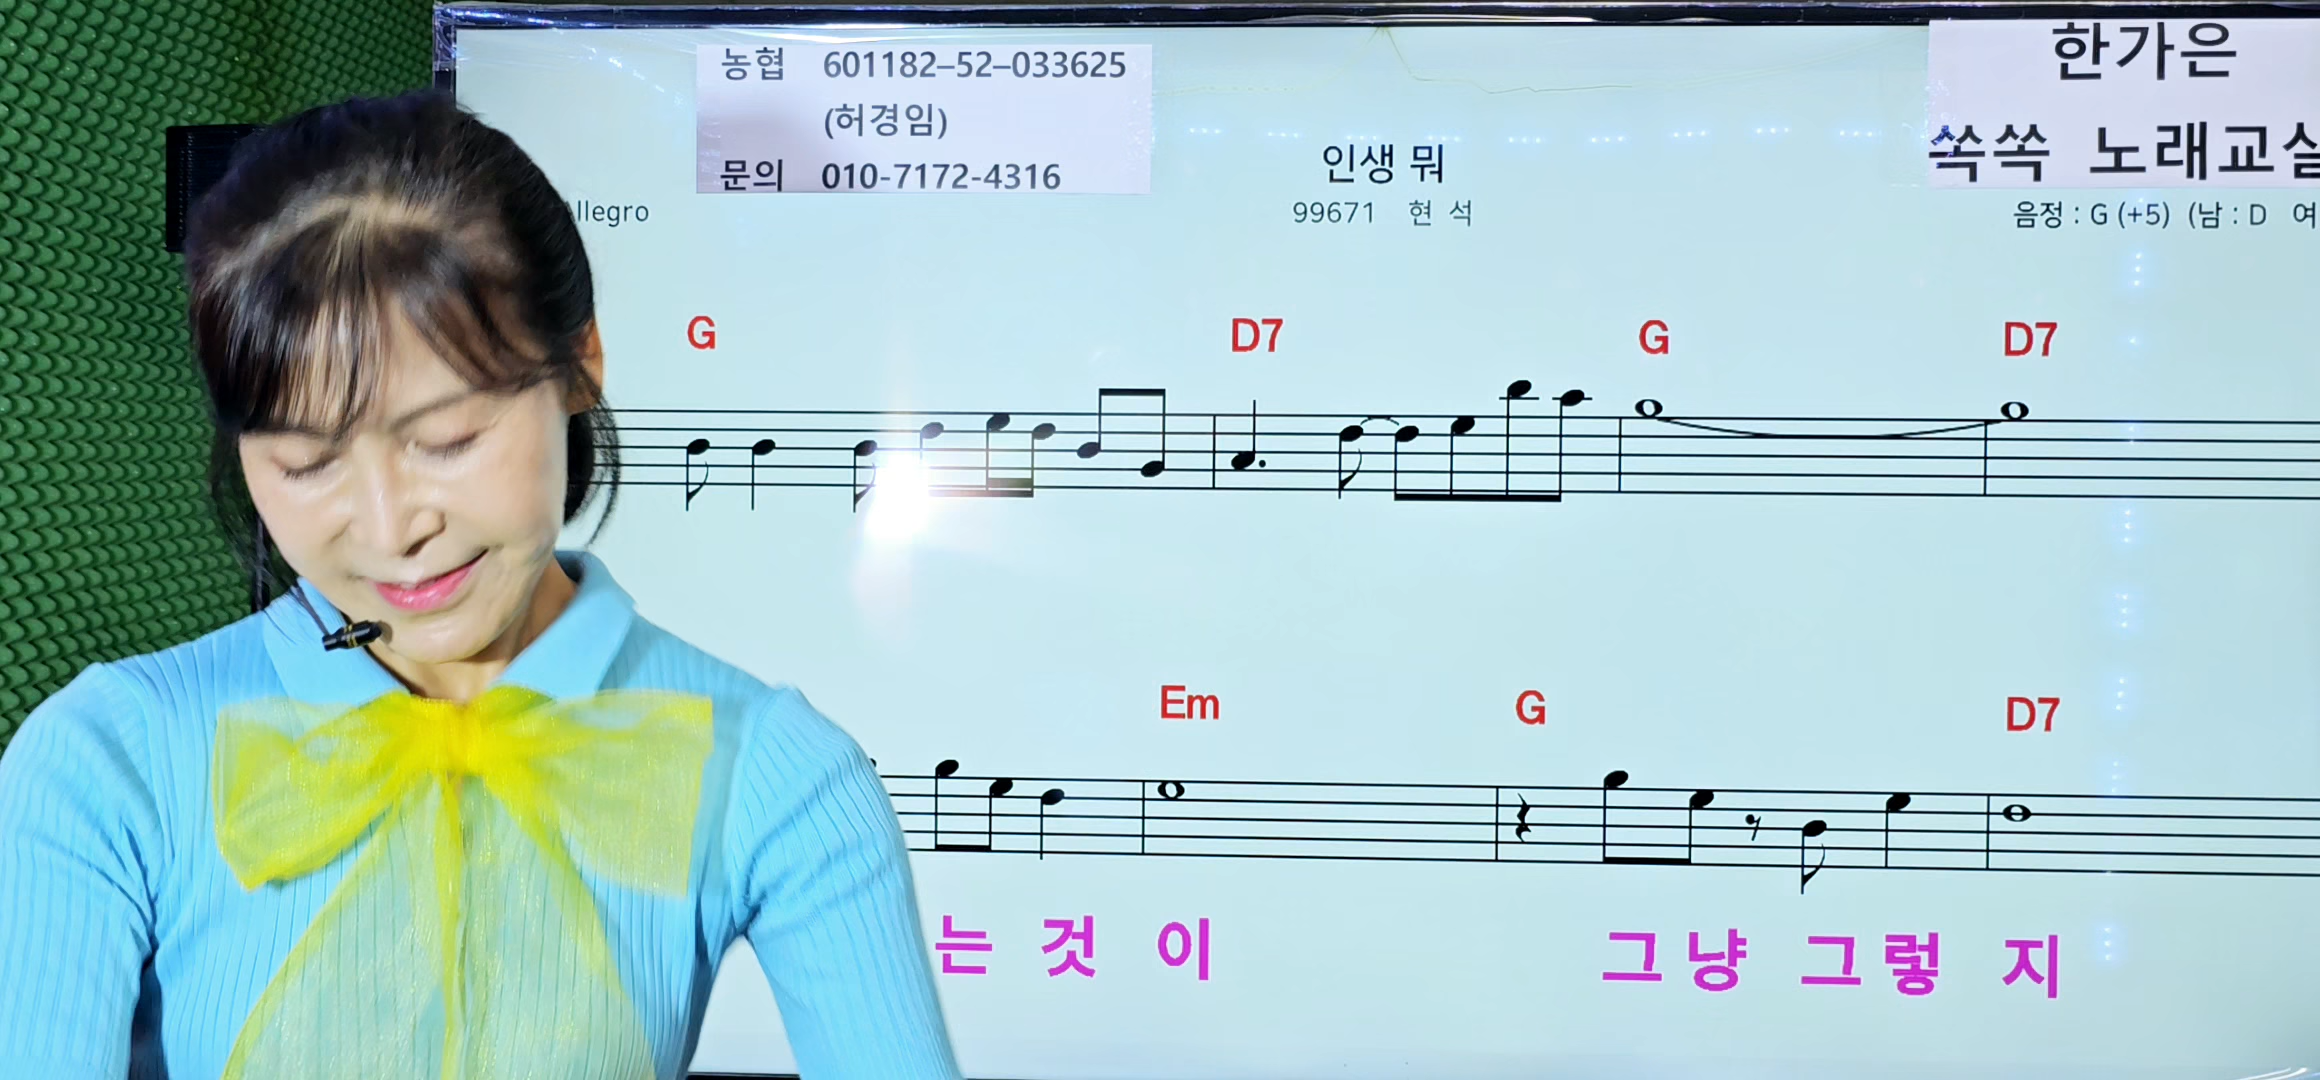 농협 601182–52–033625
(허경임)
문의 010-7172-4316
한가은
쏙쏙 노래교실
인생 뭐
99671 현 석
Allegro
음정 : G (+5) (남 : D 여
G D7 G D7
Em G D7
는 것 이 그 냥 그 렇 지